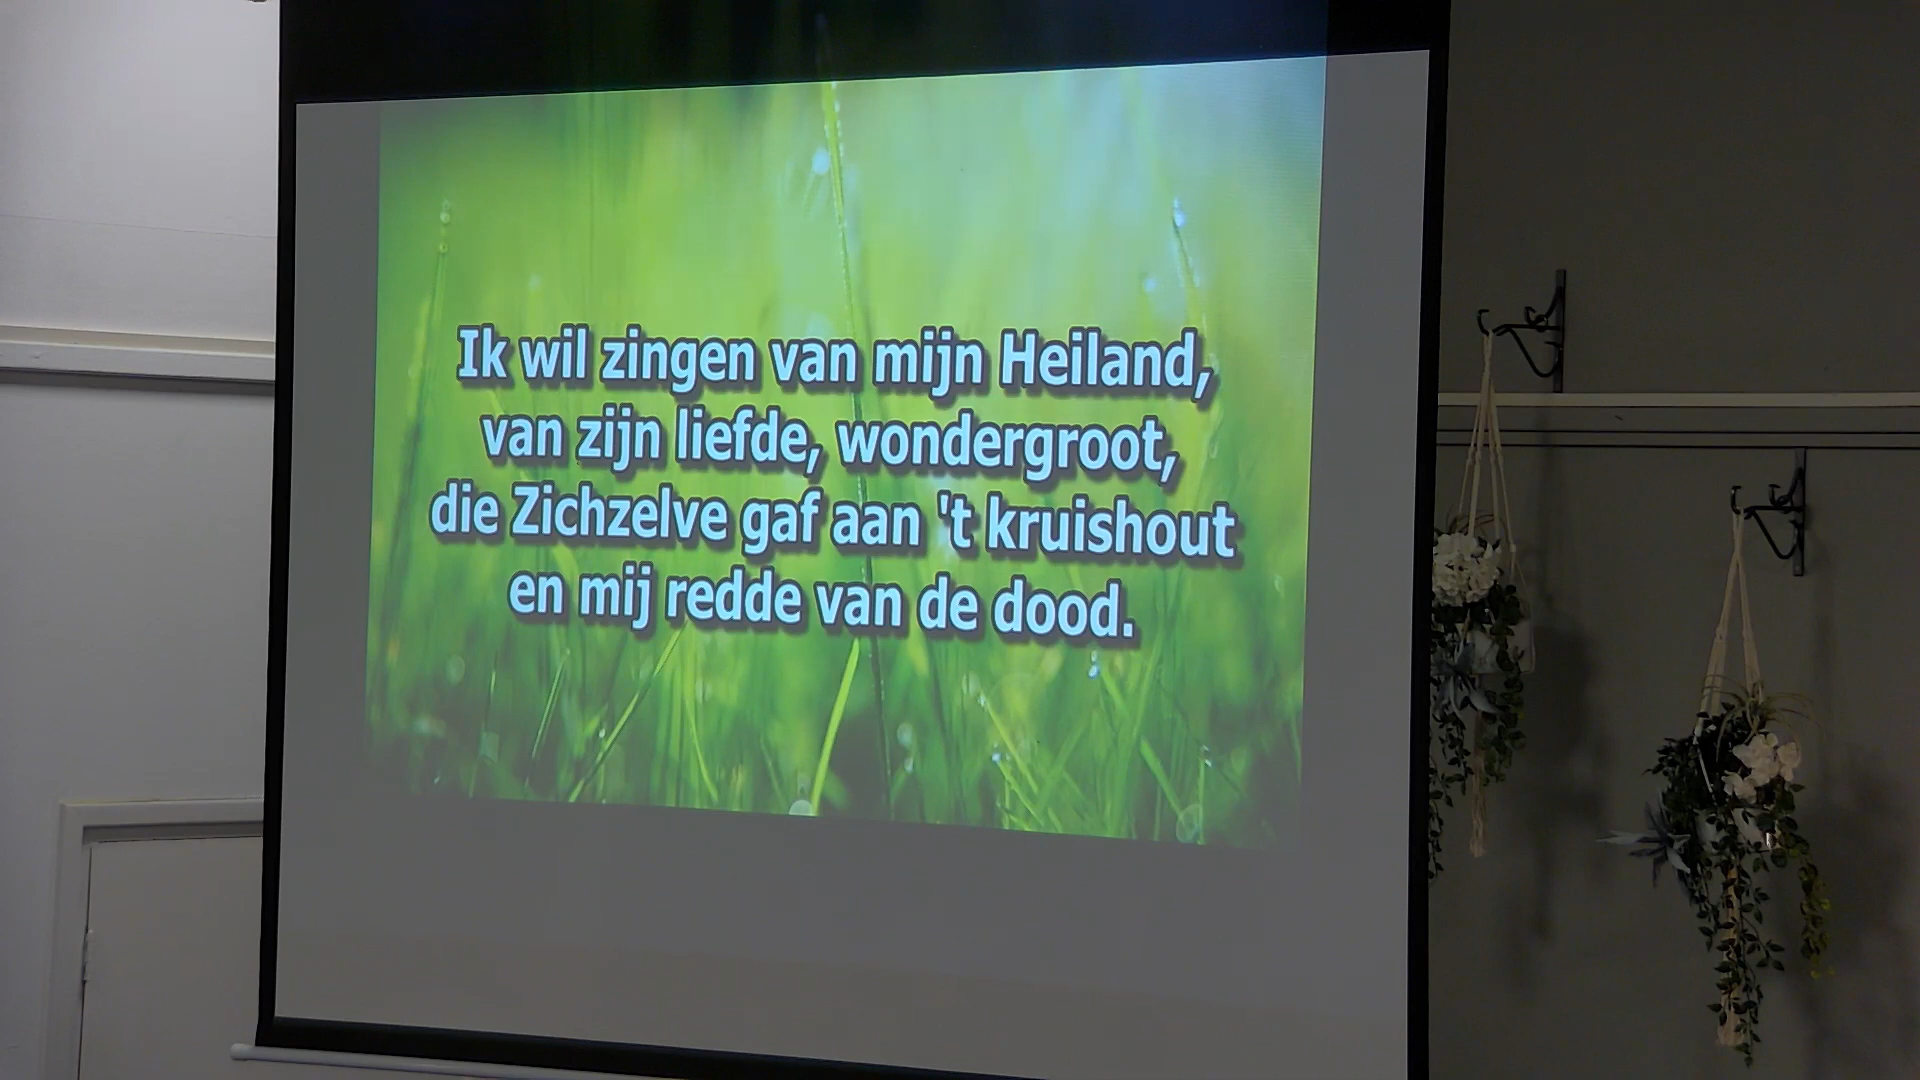 Ik wil zingen van mijn Heiland,
van zijn liefde, wondergroot,
die Zichzelve gaf aan 't kruishout
en mij redde van de dood.